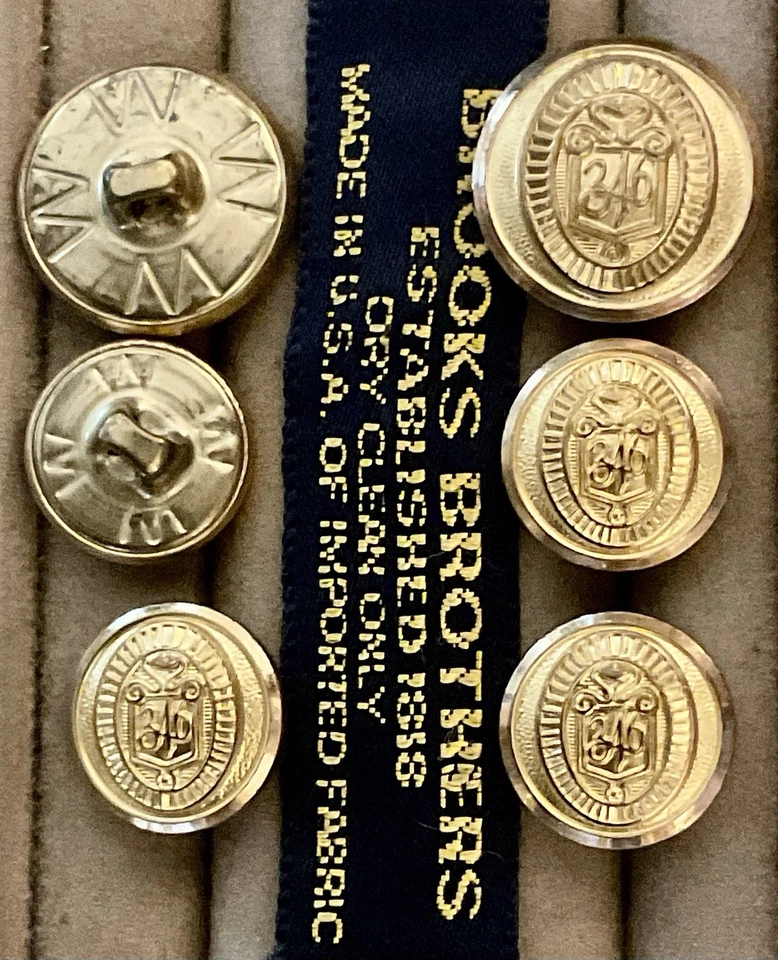 BROOKS BROTHERS
ESTABLISHED 1818
DRY CLEAN ONLY
MADE IN U.S.A. OF IMPORTED FABRIC
346
346
346
346
W W W W
W W W W